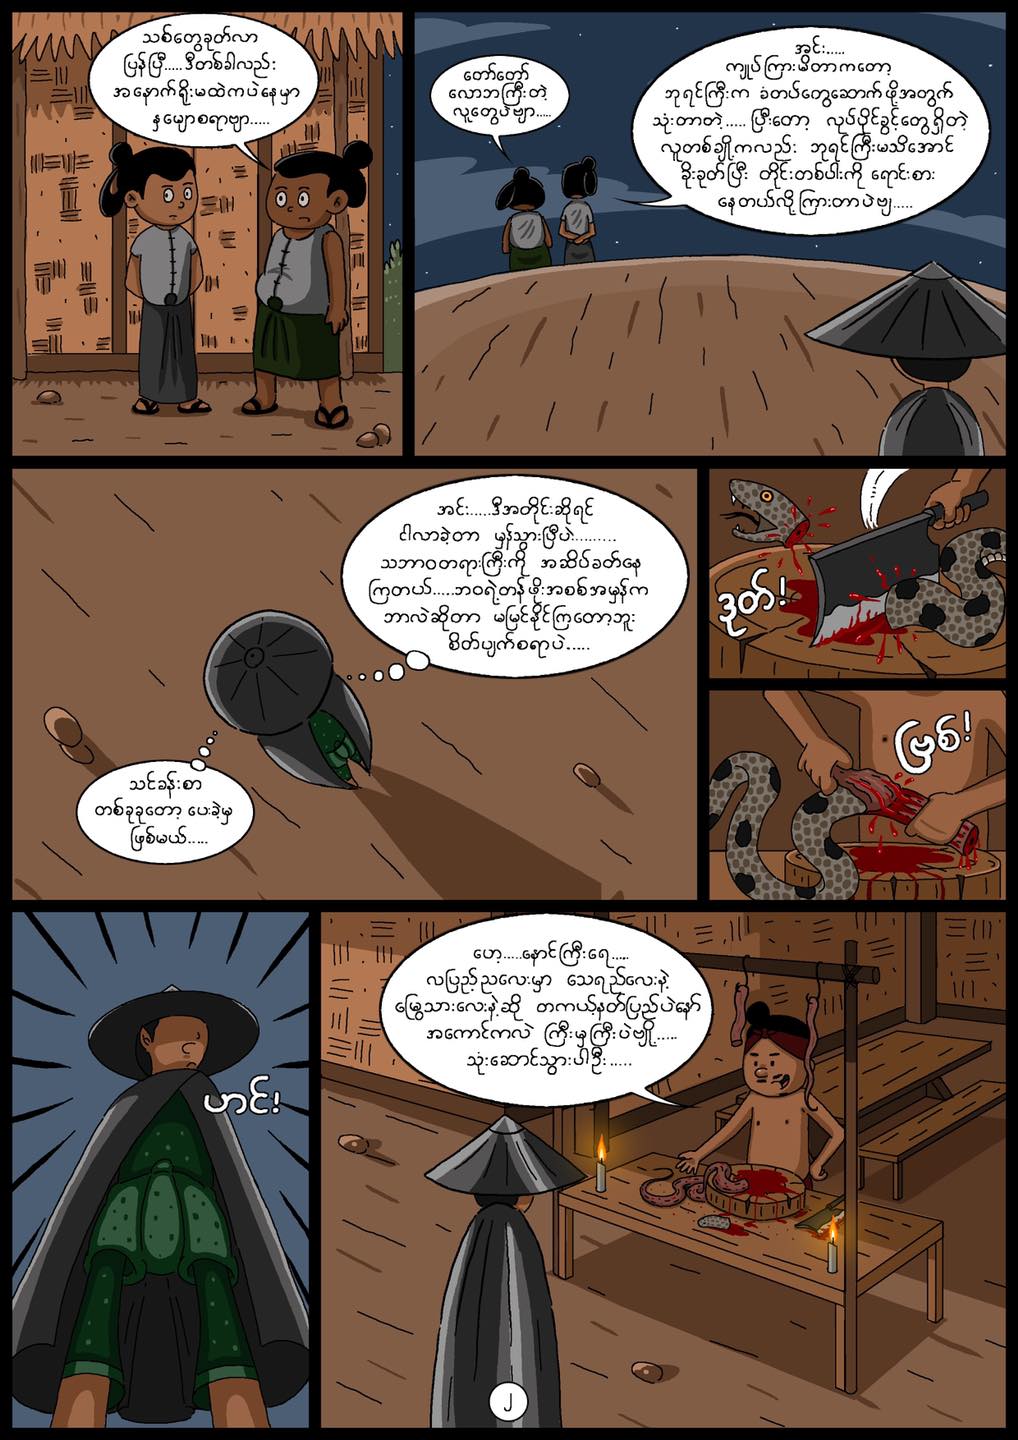 သစ်တွေခုတ်လာ
ပြန်ပြီ.....ဒီတစ်ခါလည်း
အနောက်ရိုးမထဲကပဲနေမှာ
နှမျောစရာဗျာ.....
တော်တော်
လောဘကြီးတဲ့
လူတွေပဲဗျာ.....
အင်း.....
ကျုပ်ကြားမိတာကတော့
ဘုရင်ကြီးက ခံတပ်တွေဆောက်ဖို့အတွက်
သုံးတာတဲ့..... ပြီးတော့ လုပ်ပိုင်ခွင့်တွေရှိတဲ့
လူတစ်ချို့ကလည်း ဘုရင်ကြီးမသိအောင်
ခိုးခုတ်ပြီး တိုင်းတစ်ပါးကို ရောင်းစား
နေတယ်လို့ကြားတာပဲဗျ.....
အင်း.....ဒီအတိုင်းဆိုရင်
ငါလာခဲ့တာ မှန်သွားပြီပဲ.........
သဘာဝတရားကြီးကို အဆိပ်ခတ်နေ
ကြတယ်.....ဘဝရဲ့တန်ဖိုးအစစ်အမှန်က
ဘာလဲဆိုတာ မမြင်နိုင်ကြတော့ဘူး
စိတ်ပျက်စရာပဲ.....
သင်ခန်းစာ
တစ်ခုခုတော့ ပေးခဲ့မှ
ဖြစ်မယ်.....
ဒုတ်!
ဗြစ်!
ဟင်!
ဟေ့.....နောင်ကြီးရေ.....
လပြည့်ညလေးမှာ သေရည်လေးနဲ့
မြွေသားလေးနဲ့ဆို တကယ့်နတ်ပြည်ပဲနော်
အကောင်ကလဲ ကြီးမှကြီးပဲဗျို့.....
သုံးဆောင်သွားပါဦး.....
၂